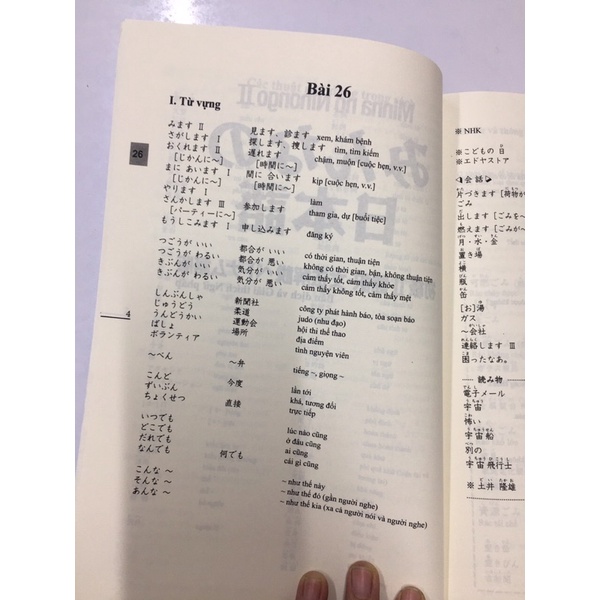 Bài 26
I. Từ vựng
26
みます Ⅱ 見ます、診ます xem, khám bệnh
さがします Ⅰ 探します、捜します tìm, tìm kiếm
おくれます Ⅱ 遅れます chậm, muộn [cuộc hẹn, v.v.]
[じかんに〜] [時間に〜]
まに あいます Ⅰ 間に 合います kịp [cuộc hẹn, v.v.]
[じかんに〜] [時間に〜]
やります Ⅰ làm
さんかします Ⅲ 参加します tham gia, dự [buổi tiệc]
[パーティーに〜]
もうしこみます Ⅰ 申し込みます đăng ký
つごうが いい 都合が いい có thời gian, thuận tiện
つごうが わるい 都合が 悪い không có thời gian, bận, không thuận tiện
きぶんが いい 気分が いい cảm thấy tốt, cảm thấy khỏe
きぶんが わるい 気分が 悪い cảm thấy không tốt, cảm thấy mệt
しんぶんしゃ 新聞社 công ty phát hành báo, tòa soạn báo
じゅうどう 柔道 judo (nhu đạo)
うんどうかい 運動会 hội thi thể thao
ばしょ 場所 địa điểm
ボランティア tình nguyện viên
〜べん 〜弁 tiếng ~, giọng ~
こんど 今度 lần tới
ずいぶん khá, tương đối
ちょくせつ 直接 trực tiếp
いつでも lúc nào cũng
どこでも ở đâu cũng
だれでも ai cũng
なんでも 何でも cái gì cũng
こんな 〜 ~ như thế này
そんな 〜 ~ như thế đó (gần người nghe)
あんな 〜 ~ như thế kia (xa cả người nói và người nghe)
4
※NHK
※こどもの 日
※エドヤストア
会話
片づきます [荷物が
ごみ
出します [ごみを〜
燃えます [ごみが〜
月・水・金
置き場
横
瓶
缶
[お]湯
ガス
〜会社
連絡します Ⅲ
困ったなあ。
読み物
電子メール
宇宙
怖い
宇宙船
別の
宇宙飛行士
※土井 隆雄